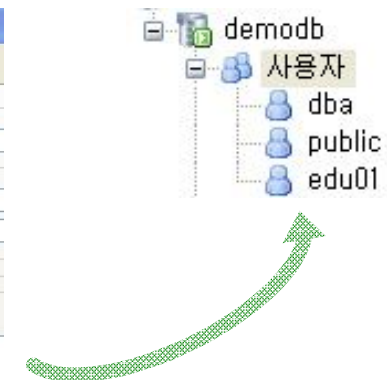 demodb
사용자
dba
public
edu01